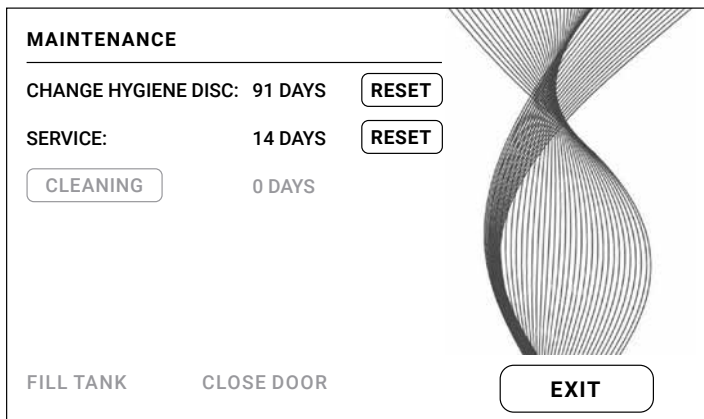 MAINTENANCE
CHANGE HYGIENE DISC: 91 DAYS RESET
SERVICE: 14 DAYS RESET
CLEANING 0 DAYS
FILL TANK CLOSE DOOR EXIT